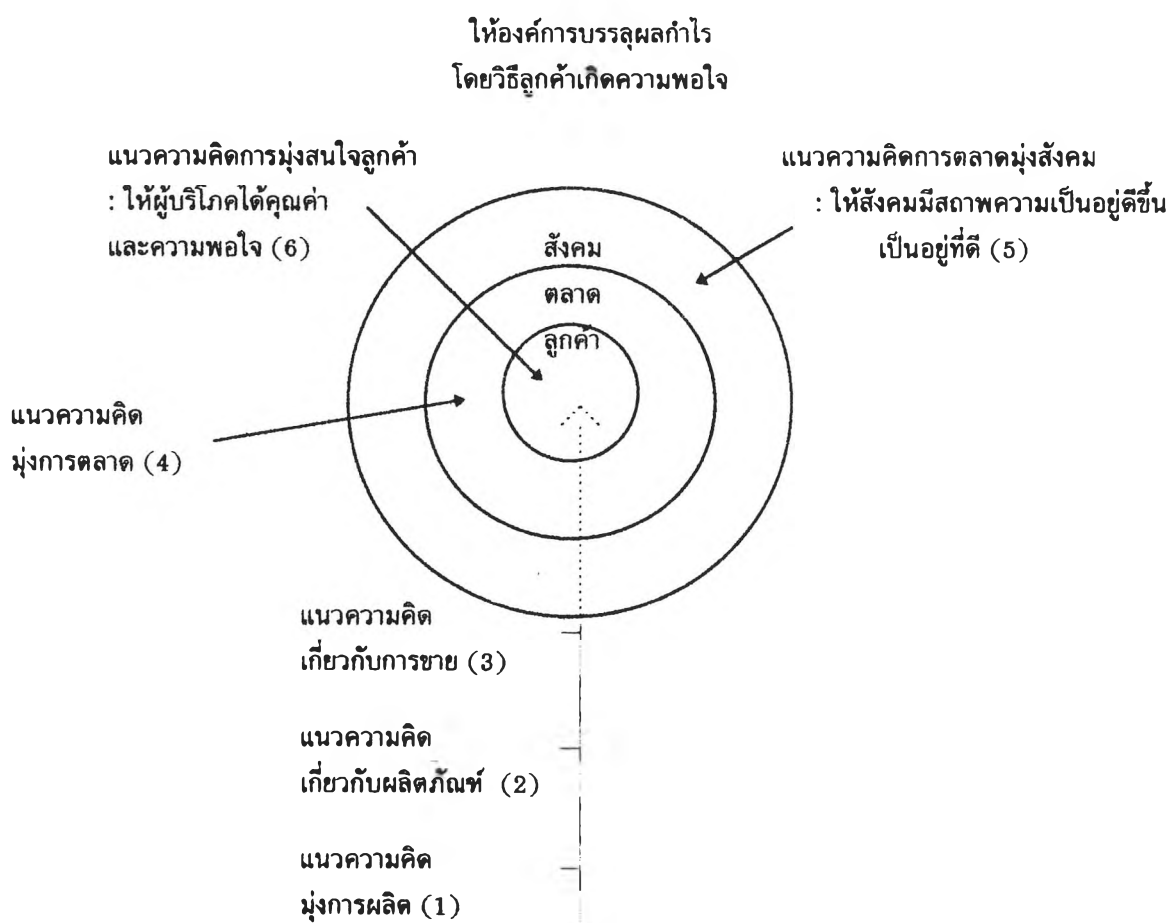 ให้องค์การบรรลุผลกำไร
โดยวิธีลูกค้าเกิดความพอใจ
แนวความคิดการมุ่งสนใจลูกค้า
: ให้ผู้บริโภคได้คุณค่า
และความพอใจ (6)
แนวความคิดการตลาดมุ่งสังคม
: ให้สังคมมีสถาพความเป็นอยู่ดีขึ้น
เป็นอยู่ที่ดี (5)
สังคม
ตลาด
ลูกค้า
แนวความคิด
มุ่งการตลาด (4)
แนวความคิด
เกี่ยวกับการขาย (3)
แนวความคิด
เกี่ยวกับผลิตภัณฑ์ (2)
แนวความคิด
มุ่งการผลิต (1)